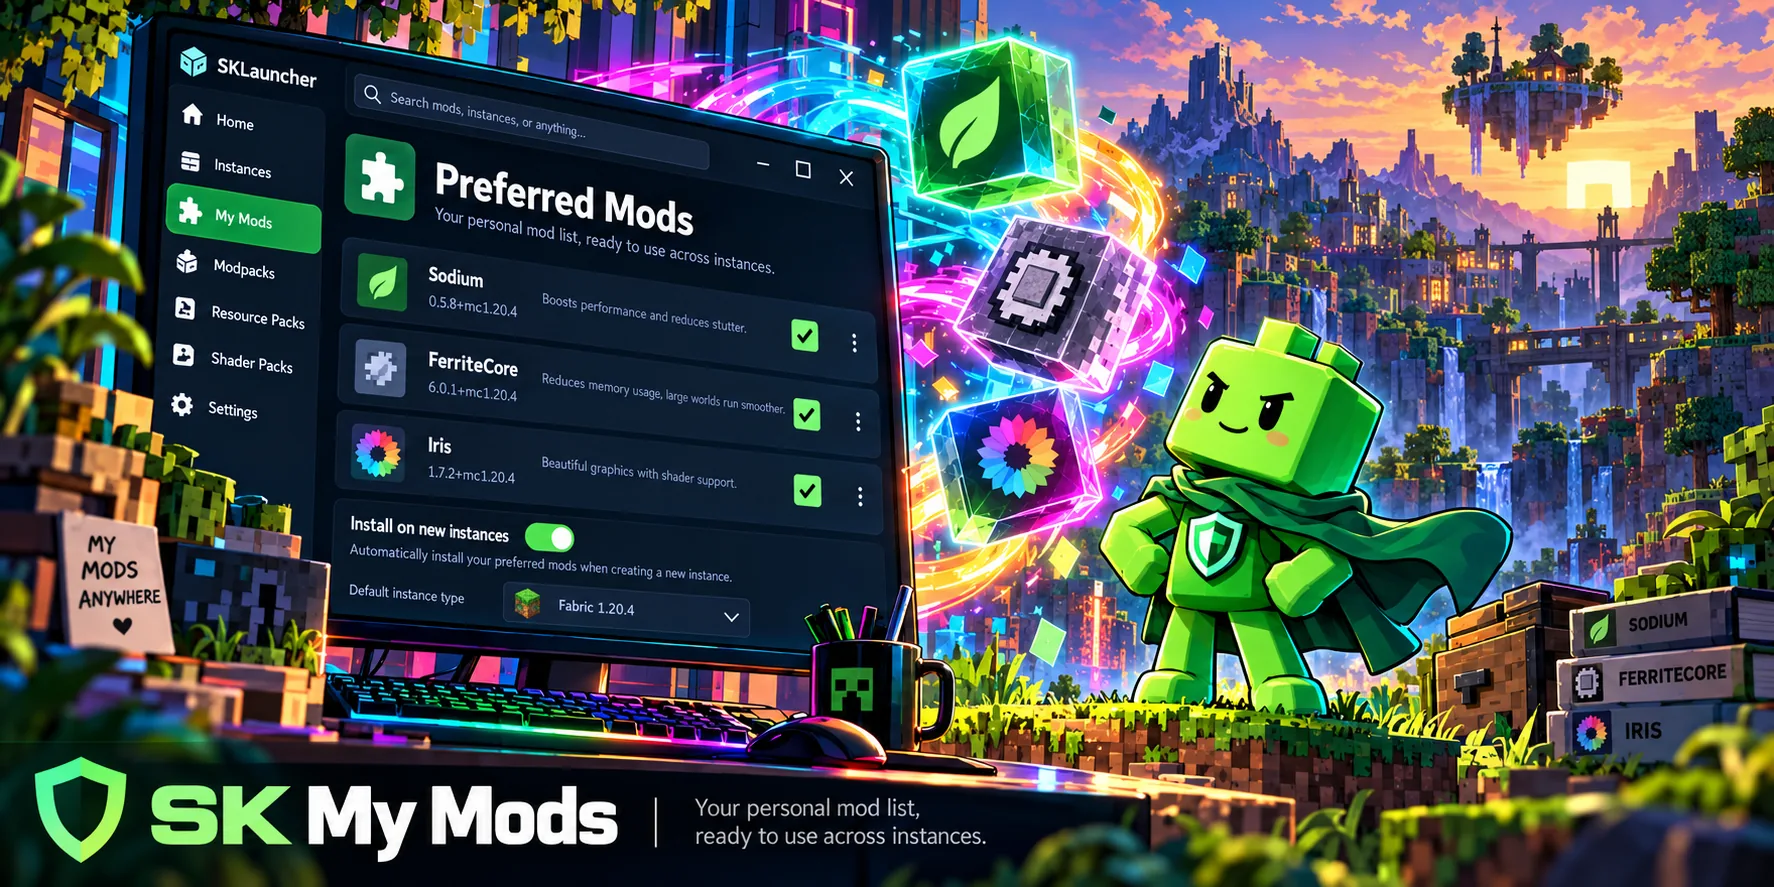 SKLauncher
Search mods, instances, or anything...
Home
Instances
My Mods
Modpacks
Resource Packs
Shader Packs
Settings
Preferred Mods
Your personal mod list, ready to use across instances.
Sodium
0.5.8+mc1.20.4
Boosts performance and reduces stutter.
FerriteCore
6.0.1+mc1.20.4
Reduces memory usage, large worlds run smoother.
Iris
1.7.2+mc1.20.4
Beautiful graphics with shader support.
Install on new instances
Automatically install your preferred mods when creating a new instance.
Default instance type
Fabric 1.20.4
MY
MODS
ANYWHERE
SODIUM
FERRITECORE
IRIS
SK My Mods
Your personal mod list,
ready to use across instances.